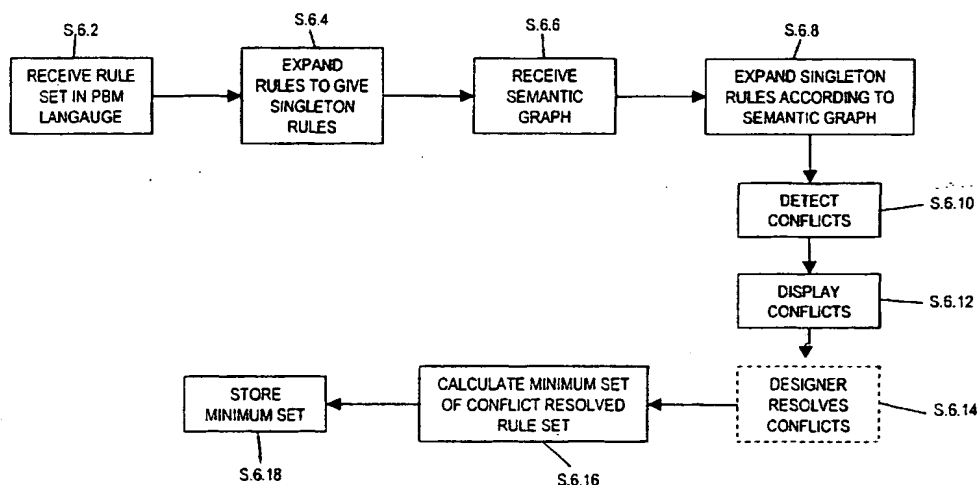 S.6.2
RECEIVE RULE
SET IN PBM
LANGAUGE
S.6.4
EXPAND
RULES TO GIVE
SINGLETON
RULES
S.6.6
RECEIVE
SEMANTIC
GRAPH
S.6.8
EXPAND SINGLETON
RULES ACCORDING TO
SEMANTIC GRAPH
DETECT
CONFLICTS
S.6.10
DISPLAY
CONFLICTS
S.6.12
DESIGNER
RESOLVES
CONFLICTS
S.6.14
CALCULATE MINIMUM SET
OF CONFLICT RESOLVED
RULE SET
S.6.16
STORE
MINIMUM SET
S.6.18